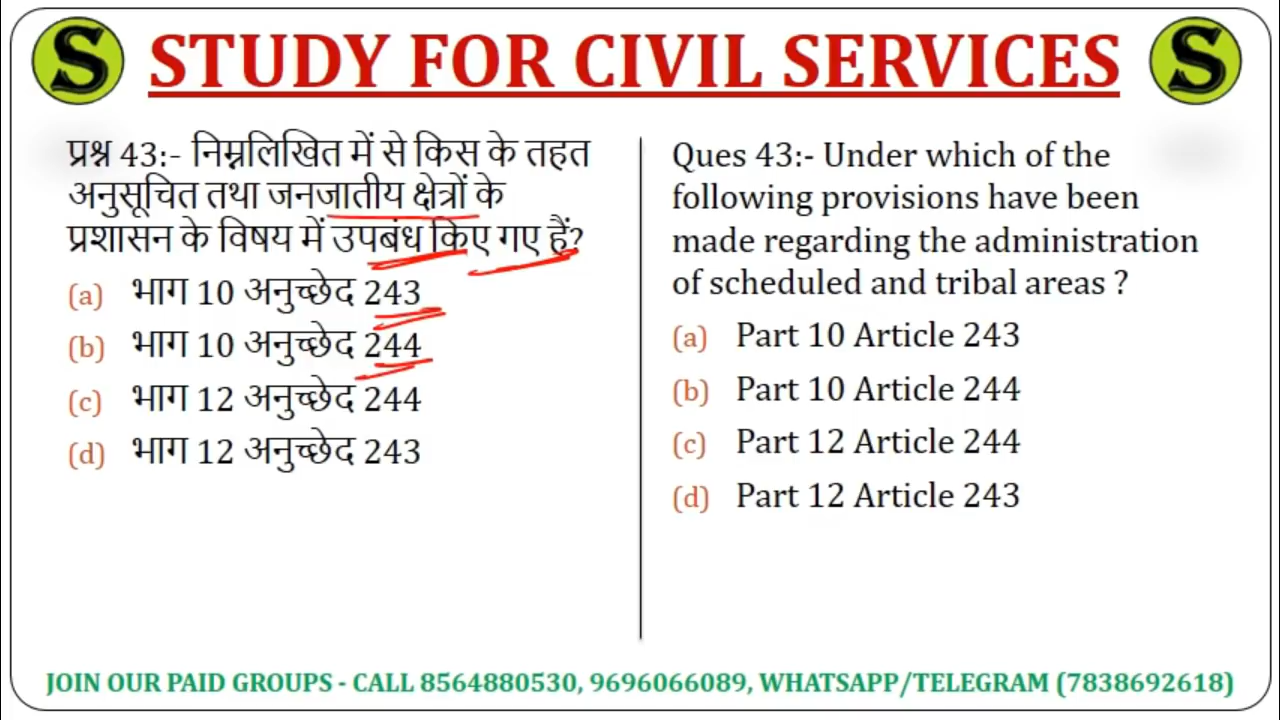 S STUDY FOR CIVIL SERVICES S
प्रश्न 43:- निम्नलिखित में से किस के तहत
अनुसूचित तथा जनजातीय क्षेत्रों के
प्रशासन के विषय में उपबंध किए गए हैं?
(a) भाग 10 अनुच्छेद 243
(b) भाग 10 अनुच्छेद 244
(c) भाग 12 अनुच्छेद 244
(d) भाग 12 अनुच्छेद 243
Ques 43:- Under which of the
following provisions have been
made regarding the administration
of scheduled and tribal areas ?
(a) Part 10 Article 243
(b) Part 10 Article 244
(c) Part 12 Article 244
(d) Part 12 Article 243
JOIN OUR PAID GROUPS - CALL 8564880530, 9696066089, WHATSAPP/TELEGRAM (7838692618)